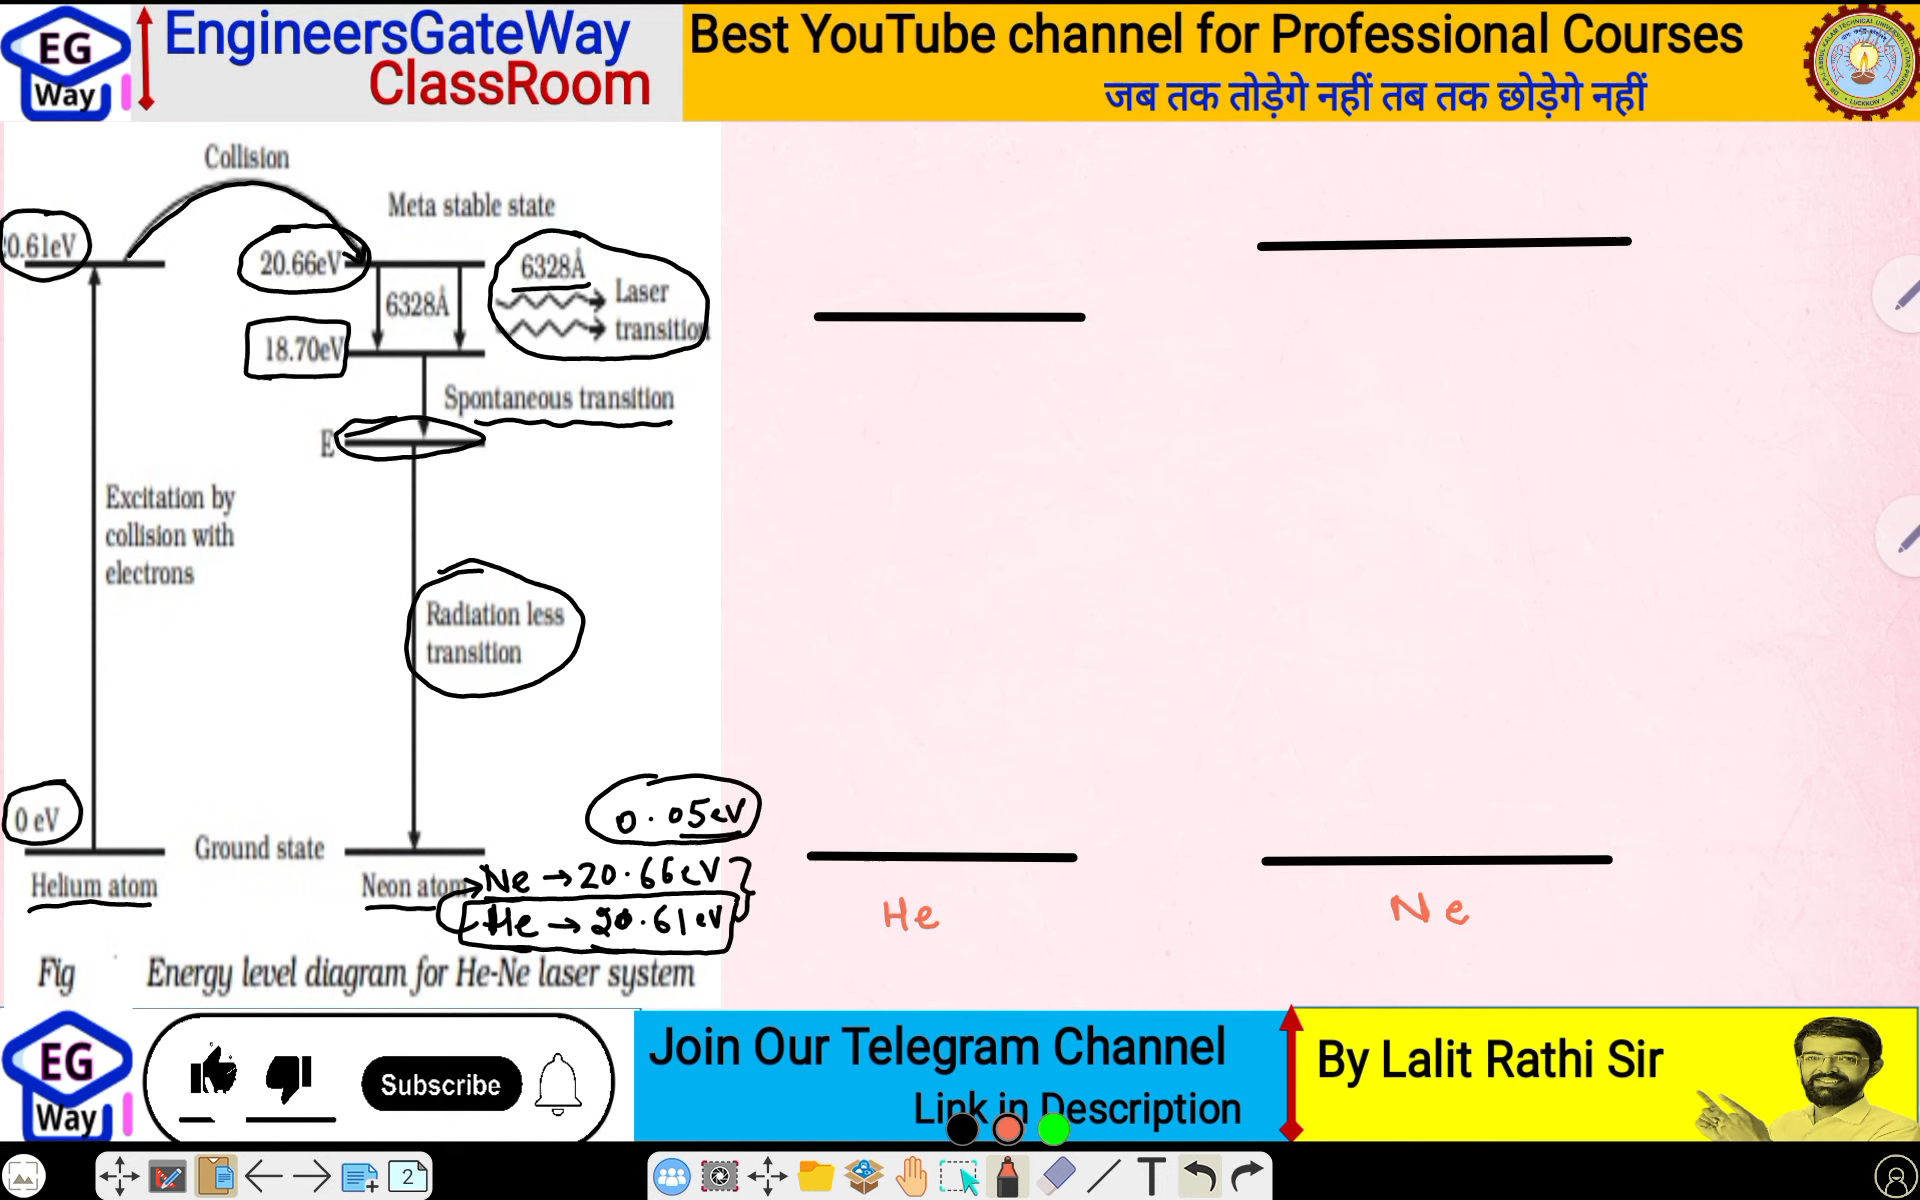 EG
Way
EngineersGateWay
ClassRoom
Best YouTube channel for Professional Courses
जब तक तोड़ेगे नहीं तब तक छोड़ेगे नहीं
Collision
Meta stable state
0.61eV
20.66eV
6328Å
6328Å
Laser
transition
18.70eV
Spontaneous transition
E
Excitation by
collision with
electrons
Radiation less
transition
0 eV
0.05eV
Ground state
Helium atom
Neon atom
Ne → 20.66eV
He → 20.61eV
He
Ne
Fig Energy level diagram for He-Ne laser system
EG
Way
Subscribe
Join Our Telegram Channel
Link in Description
By Lalit Rathi Sir
2
T